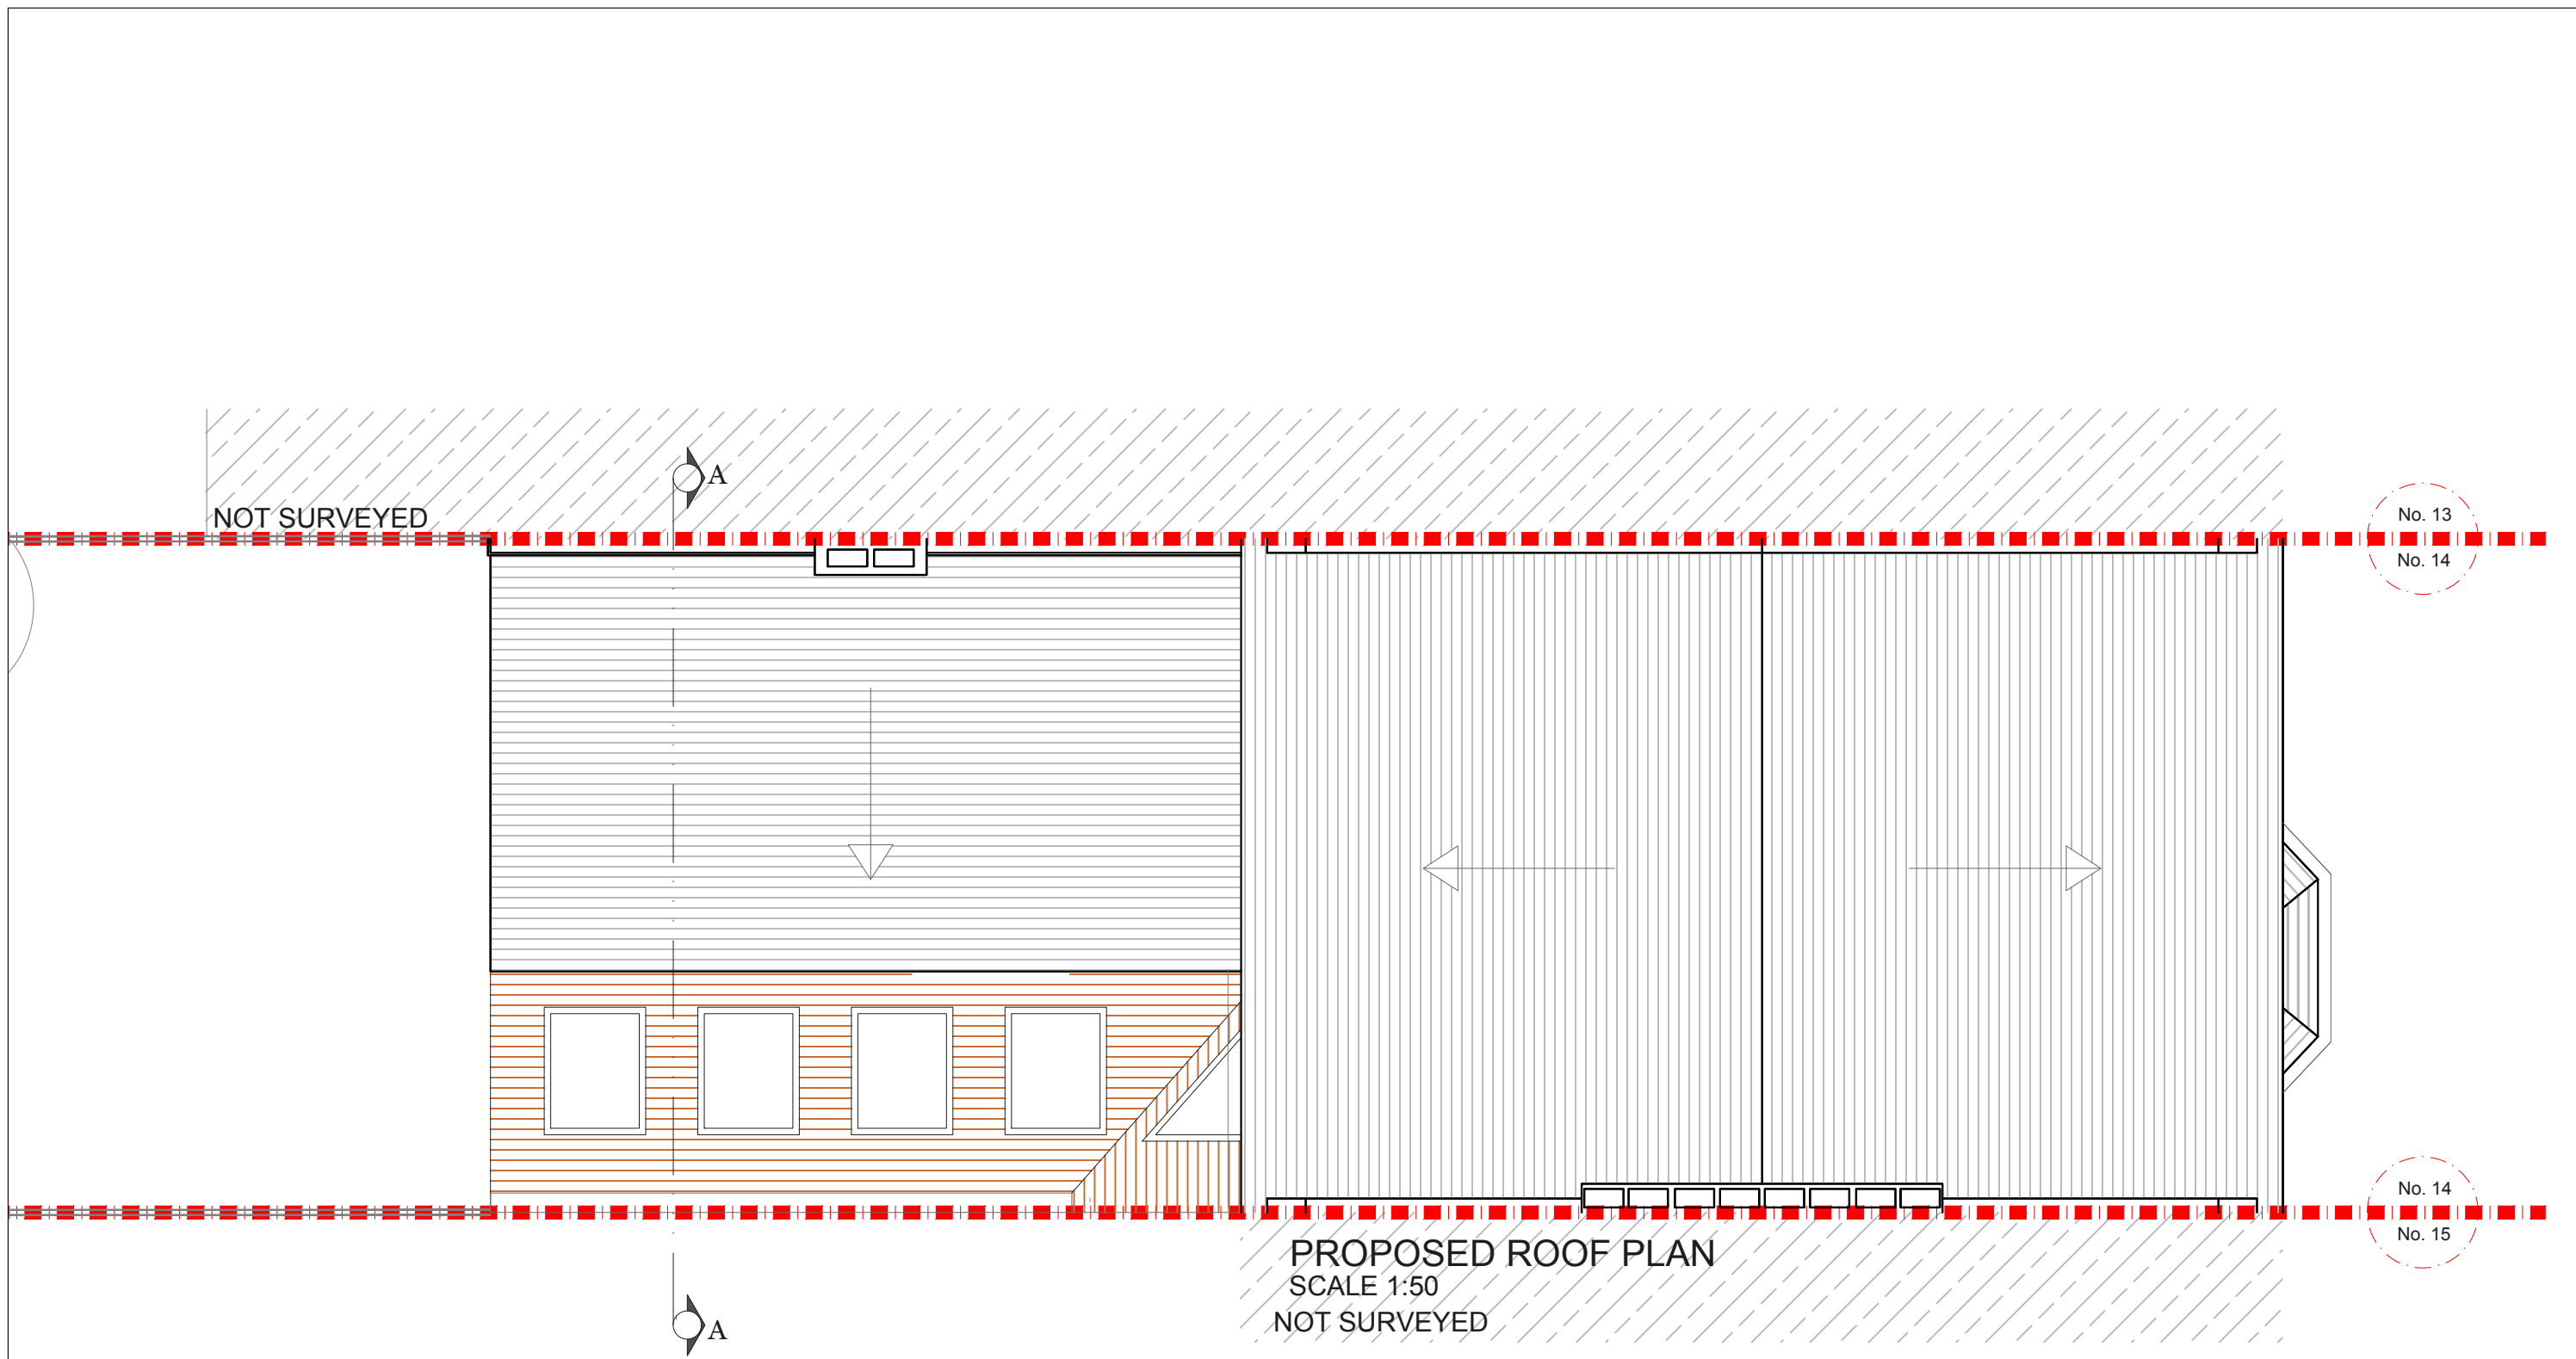 A
NOT SURVEYED
No. 13
No. 14
No. 14
No. 15
PROPOSED ROOF PLAN
SCALE 1:50
NOT SURVEYED
A